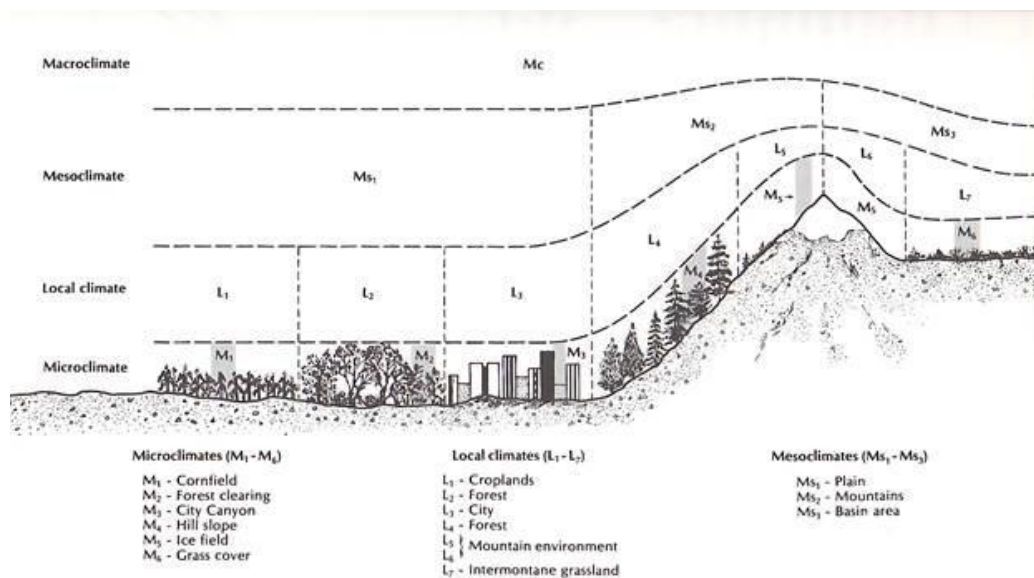 Macroclimate
Mc
Ms₂
Ms₃
Mesoclimate
Ms₁
L₅
L₆
M₅
M₅
L₇
L₄
M₆
M₄
Local climate
L₁
L₂
L₃
Microclimate
M₁
M₂
M₃
Microclimates (M₁ - M₆)
M₁ - Cornfield
M₂ - Forest clearing
M₃ - City Canyon
M₄ - Hill slope
M₅ - Ice field
M₆ - Grass cover
Local climates (L₁ - L₇)
L₁ - Croplands
L₂ - Forest
L₃ - City
L₄ - Forest
L₅ } Mountain environment
L₆
L₇ - Intermontane grassland
Mesoclimates (Ms₁ - Ms₃)
Ms₁ - Plain
Ms₂ - Mountains
Ms₃ - Basin area